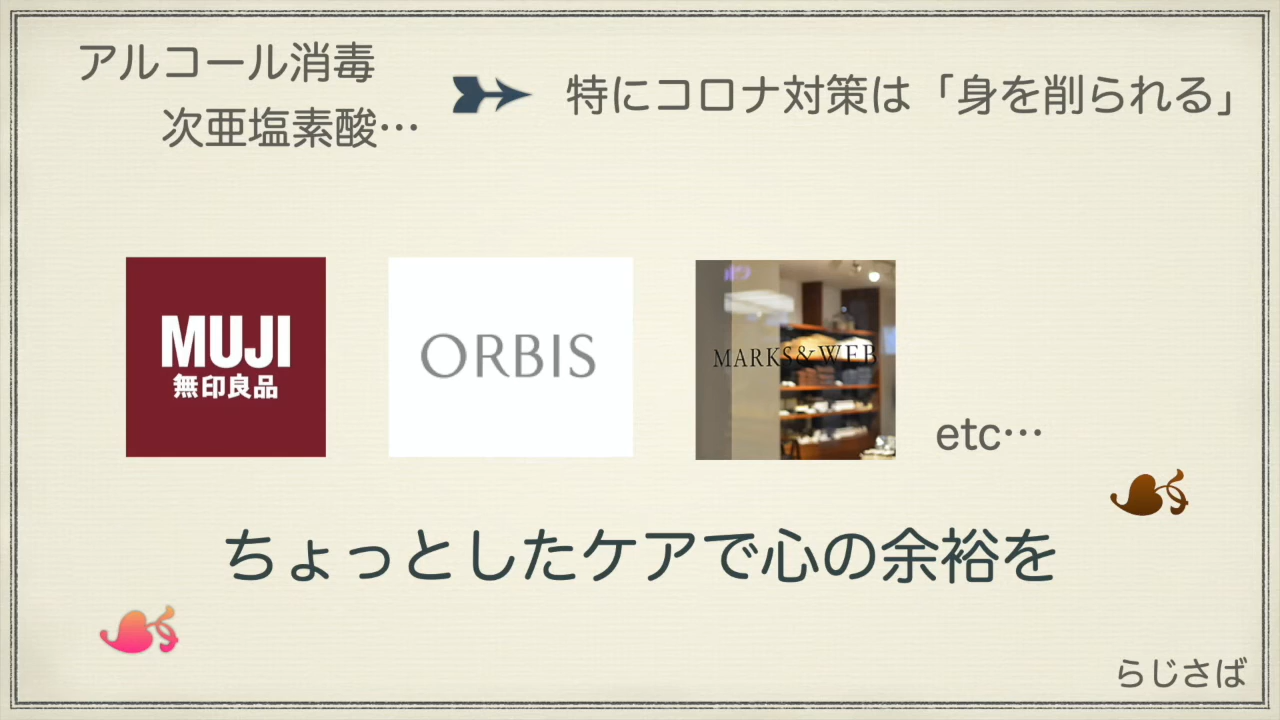 アルコール消毒
次亜塩素酸…
特にコロナ対策は「身を削られる」
MUJI
無印良品
ORBIS
MARKS&WEB
etc…
ちょっとしたケアで心の余裕を
らじさば